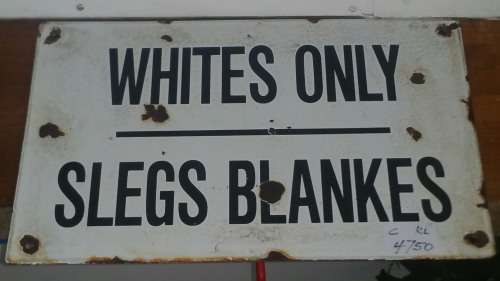 WHITES ONLY
SLEGS BLANKES
4750